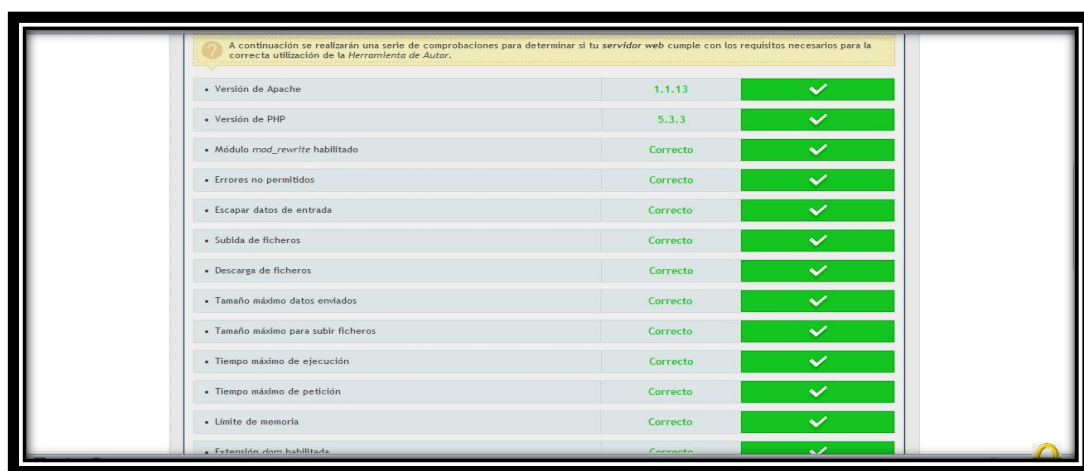 A continuación se realizarán una serie de comprobaciones para determinar si tu servidor web cumple con los requisitos necesarios para la
correcta utilización de la Herramienta de Autor.
• Versión de Apache 1.1.13
• Versión de PHP 5.3.3
• Módulo mod_rewrite habilitado Correcto
• Errores no permitidos Correcto
• Escapar datos de entrada Correcto
• Subida de ficheros Correcto
• Descarga de ficheros Correcto
• Tamaño máximo datos enviados Correcto
• Tamaño máximo para subir ficheros Correcto
• Tiempo máximo de ejecución Correcto
• Tiempo máximo de petición Correcto
• Límite de memoria Correcto
• Extensión dom habilitada Correcto